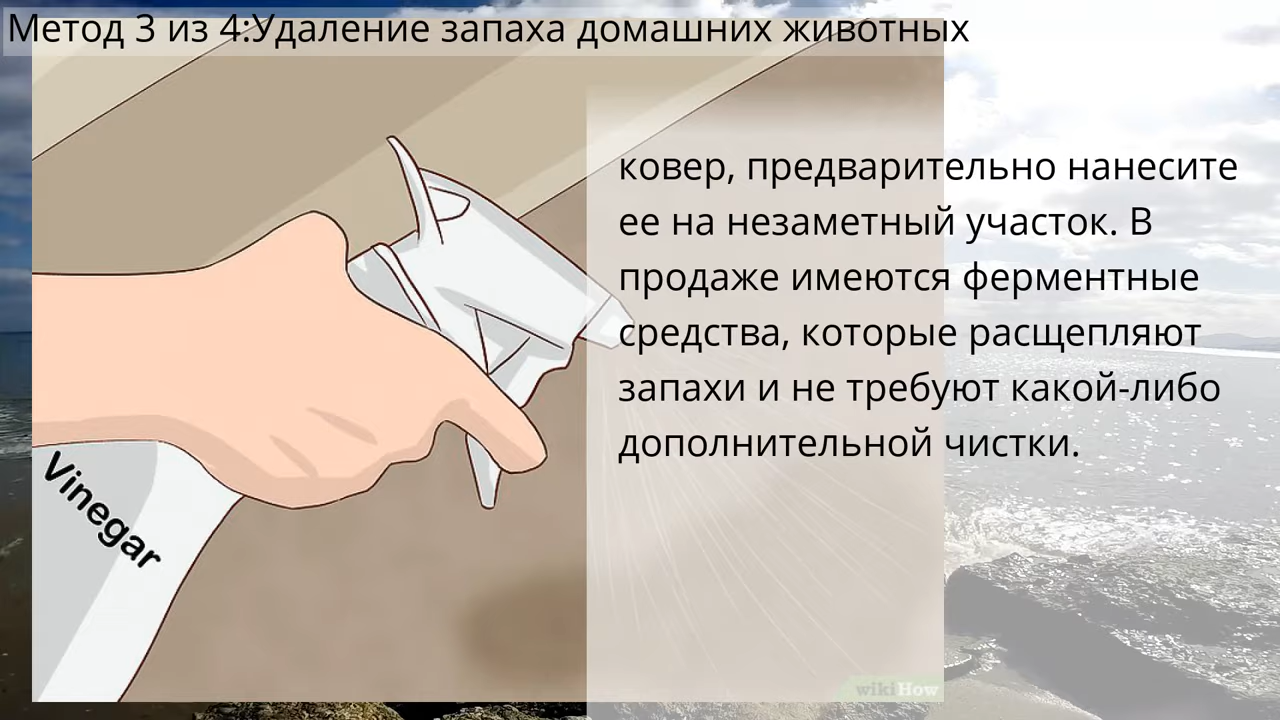 Метод 3 из 4:Удаление запаха домашних животных
ковер, предварительно нанесите
ее на незаметный участок. В
продаже имеются ферментные
средства, которые расщепляют
запахи и не требуют какой-либо
дополнительной чистки.
Vinegar
wikiHow